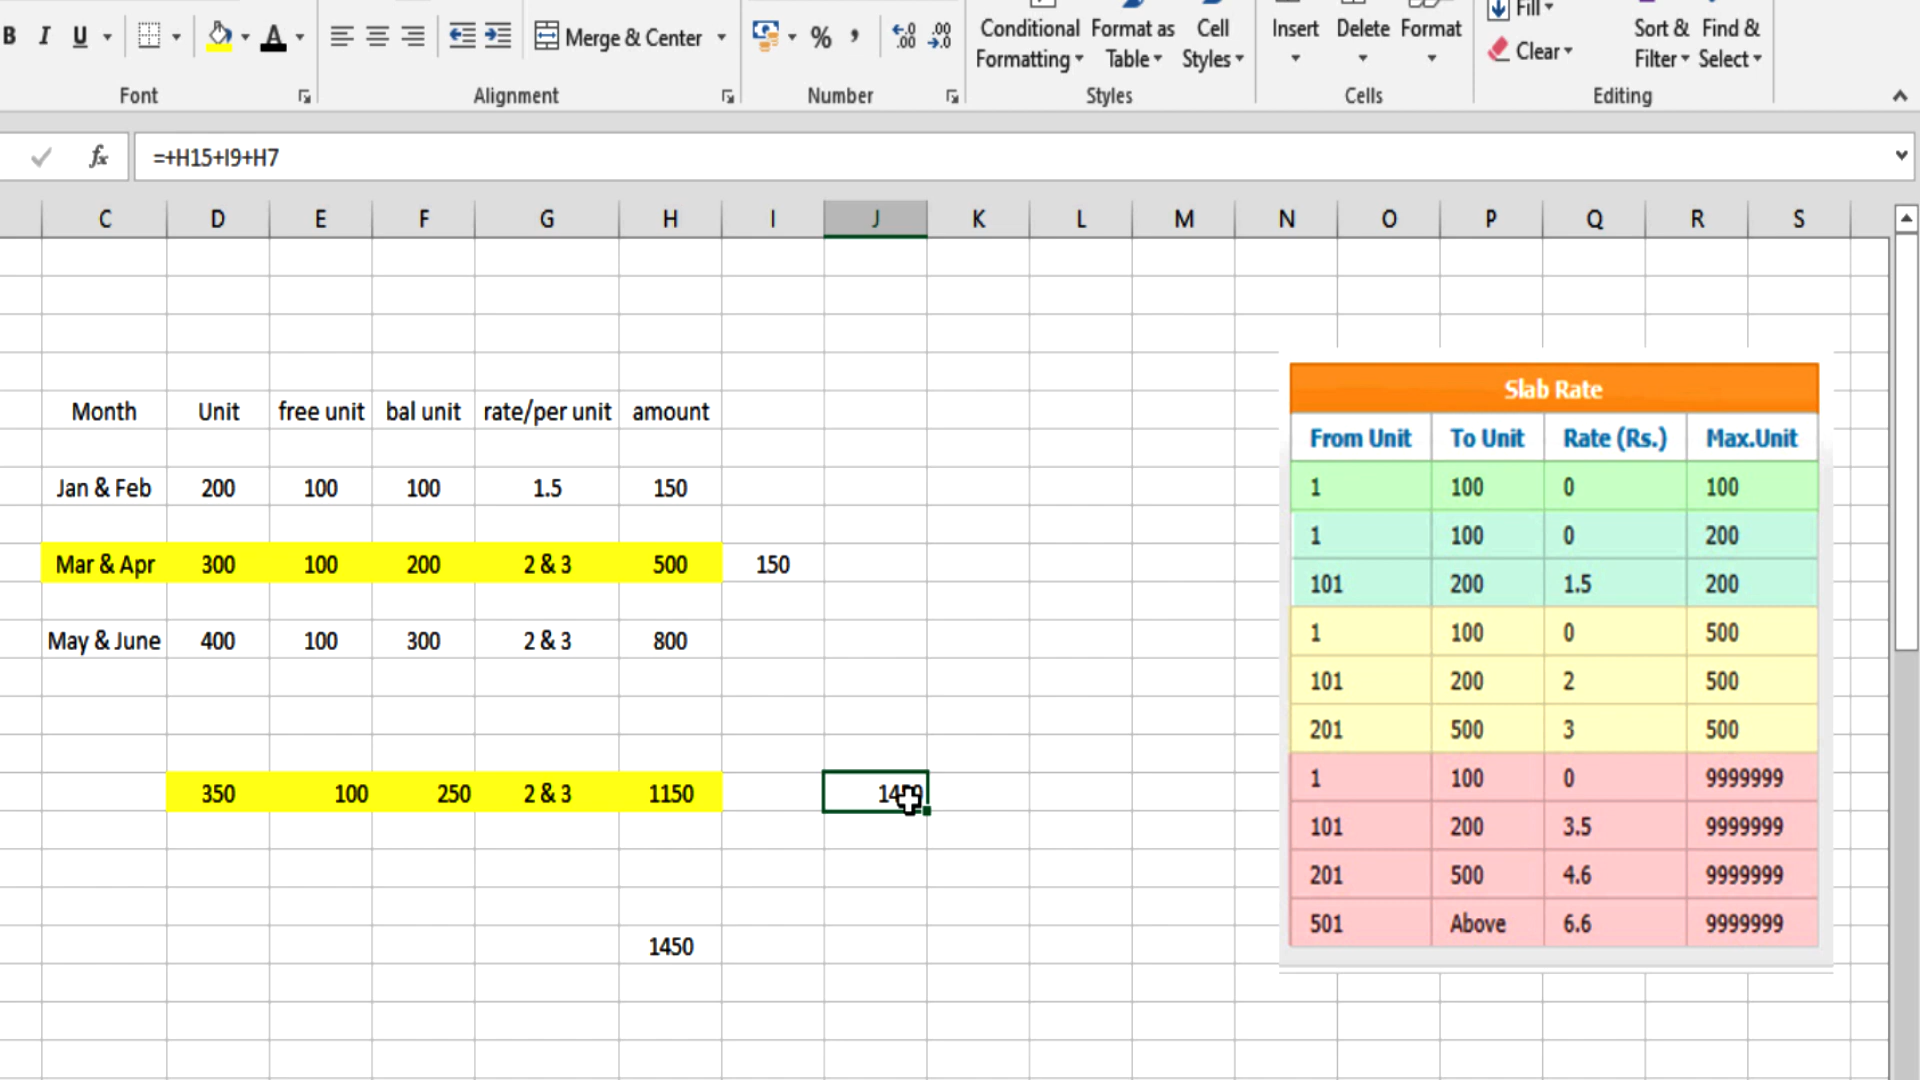 Conditional Format as Cell Insert Delete Format Fill Sort & Find &
B I U A Merge & Center % , Formatting Table Styles Clear Filter Select
Font Alignment Number Styles Cells Editing
fx =+H15+I9+H7
C D E F G H I J K L M N O P Q R S
Month Unit free unit bal unit rate/per unit amount
Jan & Feb 200 100 100 1.5 150
Mar & Apr 300 100 200 2 & 3 500 150
May & June 400 100 300 2 & 3 800
350 100 250 2 & 3 1150
1450
Slab Rate
From Unit To Unit Rate (Rs.) Max.Unit
1 100 0 100
1 100 0 200
101 200 1.5 200
1 100 0 500
101 200 2 500
201 500 3 500
1 100 0 9999999
101 200 3.5 9999999
201 500 4.6 9999999
501 Above 6.6 9999999